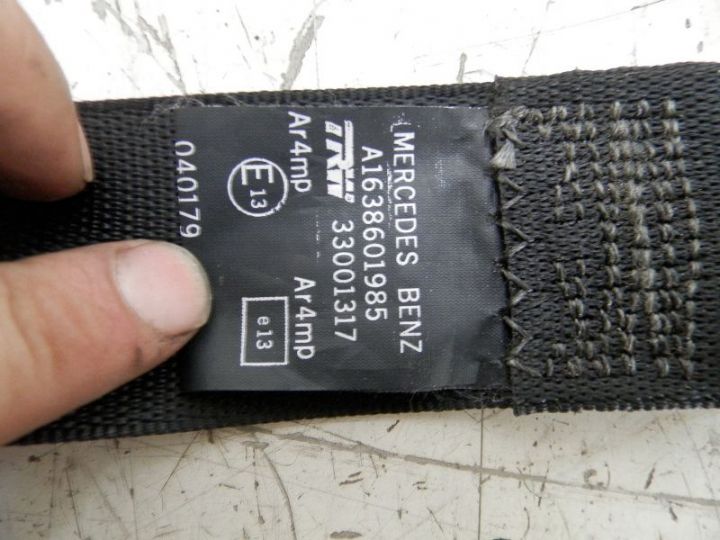 MERCEDES BENZ
A1638601985
TRW 33001317
Ar4mp Ar4mp
E13 e13
040179